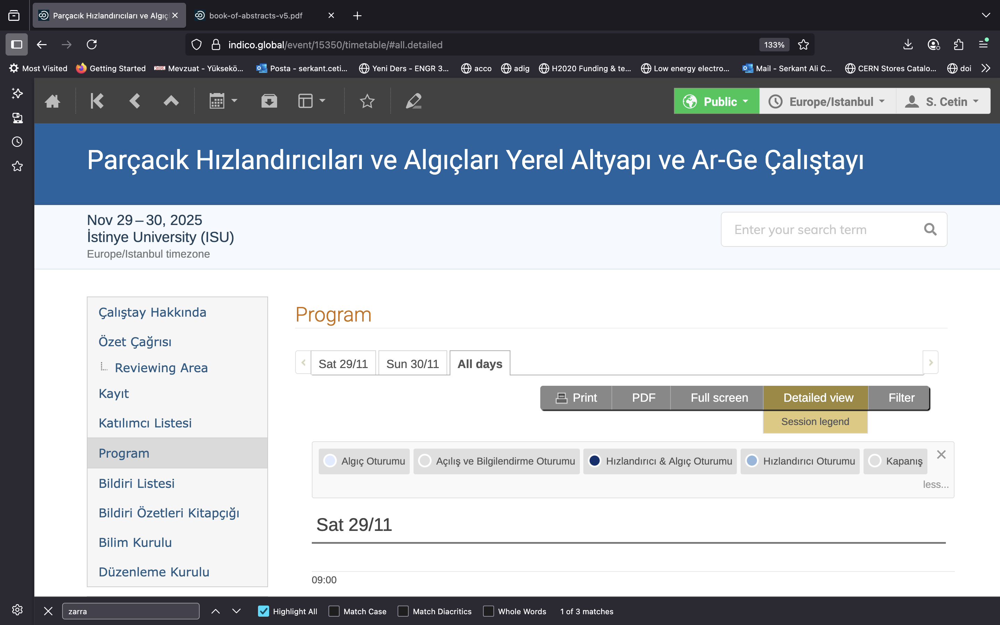 Parçacık Hızlandırıcıları ve Algıç
book-of-abstracts-v5.pdf
indico.global/event/15350/timetable/#all.detailed
133%
Most Visited
Getting Started
Mevzuat - Yüksekö...
Posta - serkant.ceti...
Yeni Ders - ENGR 3...
acco
adig
H2020 Funding & te...
Low energy electro...
Mail - Serkant Ali C...
CERN Stores Catalo...
doi
Public
Europe/Istanbul
S. Cetin
Parçacık Hızlandırıcıları ve Algıçları Yerel Altyapı ve Ar-Ge Çalıştayı
Nov 29 – 30, 2025
İstinye University (ISU)
Europe/Istanbul timezone
Enter your search term
Çalıştay Hakkında
Özet Çağrısı
Reviewing Area
Kayıt
Katılımcı Listesi
Program
Bildiri Listesi
Bildiri Özetleri Kitapçığı
Bilim Kurulu
Düzenleme Kurulu
Program
Sat 29/11
Sun 30/11
All days
Print
PDF
Full screen
Detailed view
Filter
Session legend
Algıç Oturumu
Açılış ve Bilgilendirme Oturumu
Hızlandırıcı & Algıç Oturumu
Hızlandırıcı Oturumu
Kapanış
less...
Sat 29/11
09:00
zarra
Highlight All
Match Case
Match Diacritics
Whole Words
1 of 3 matches